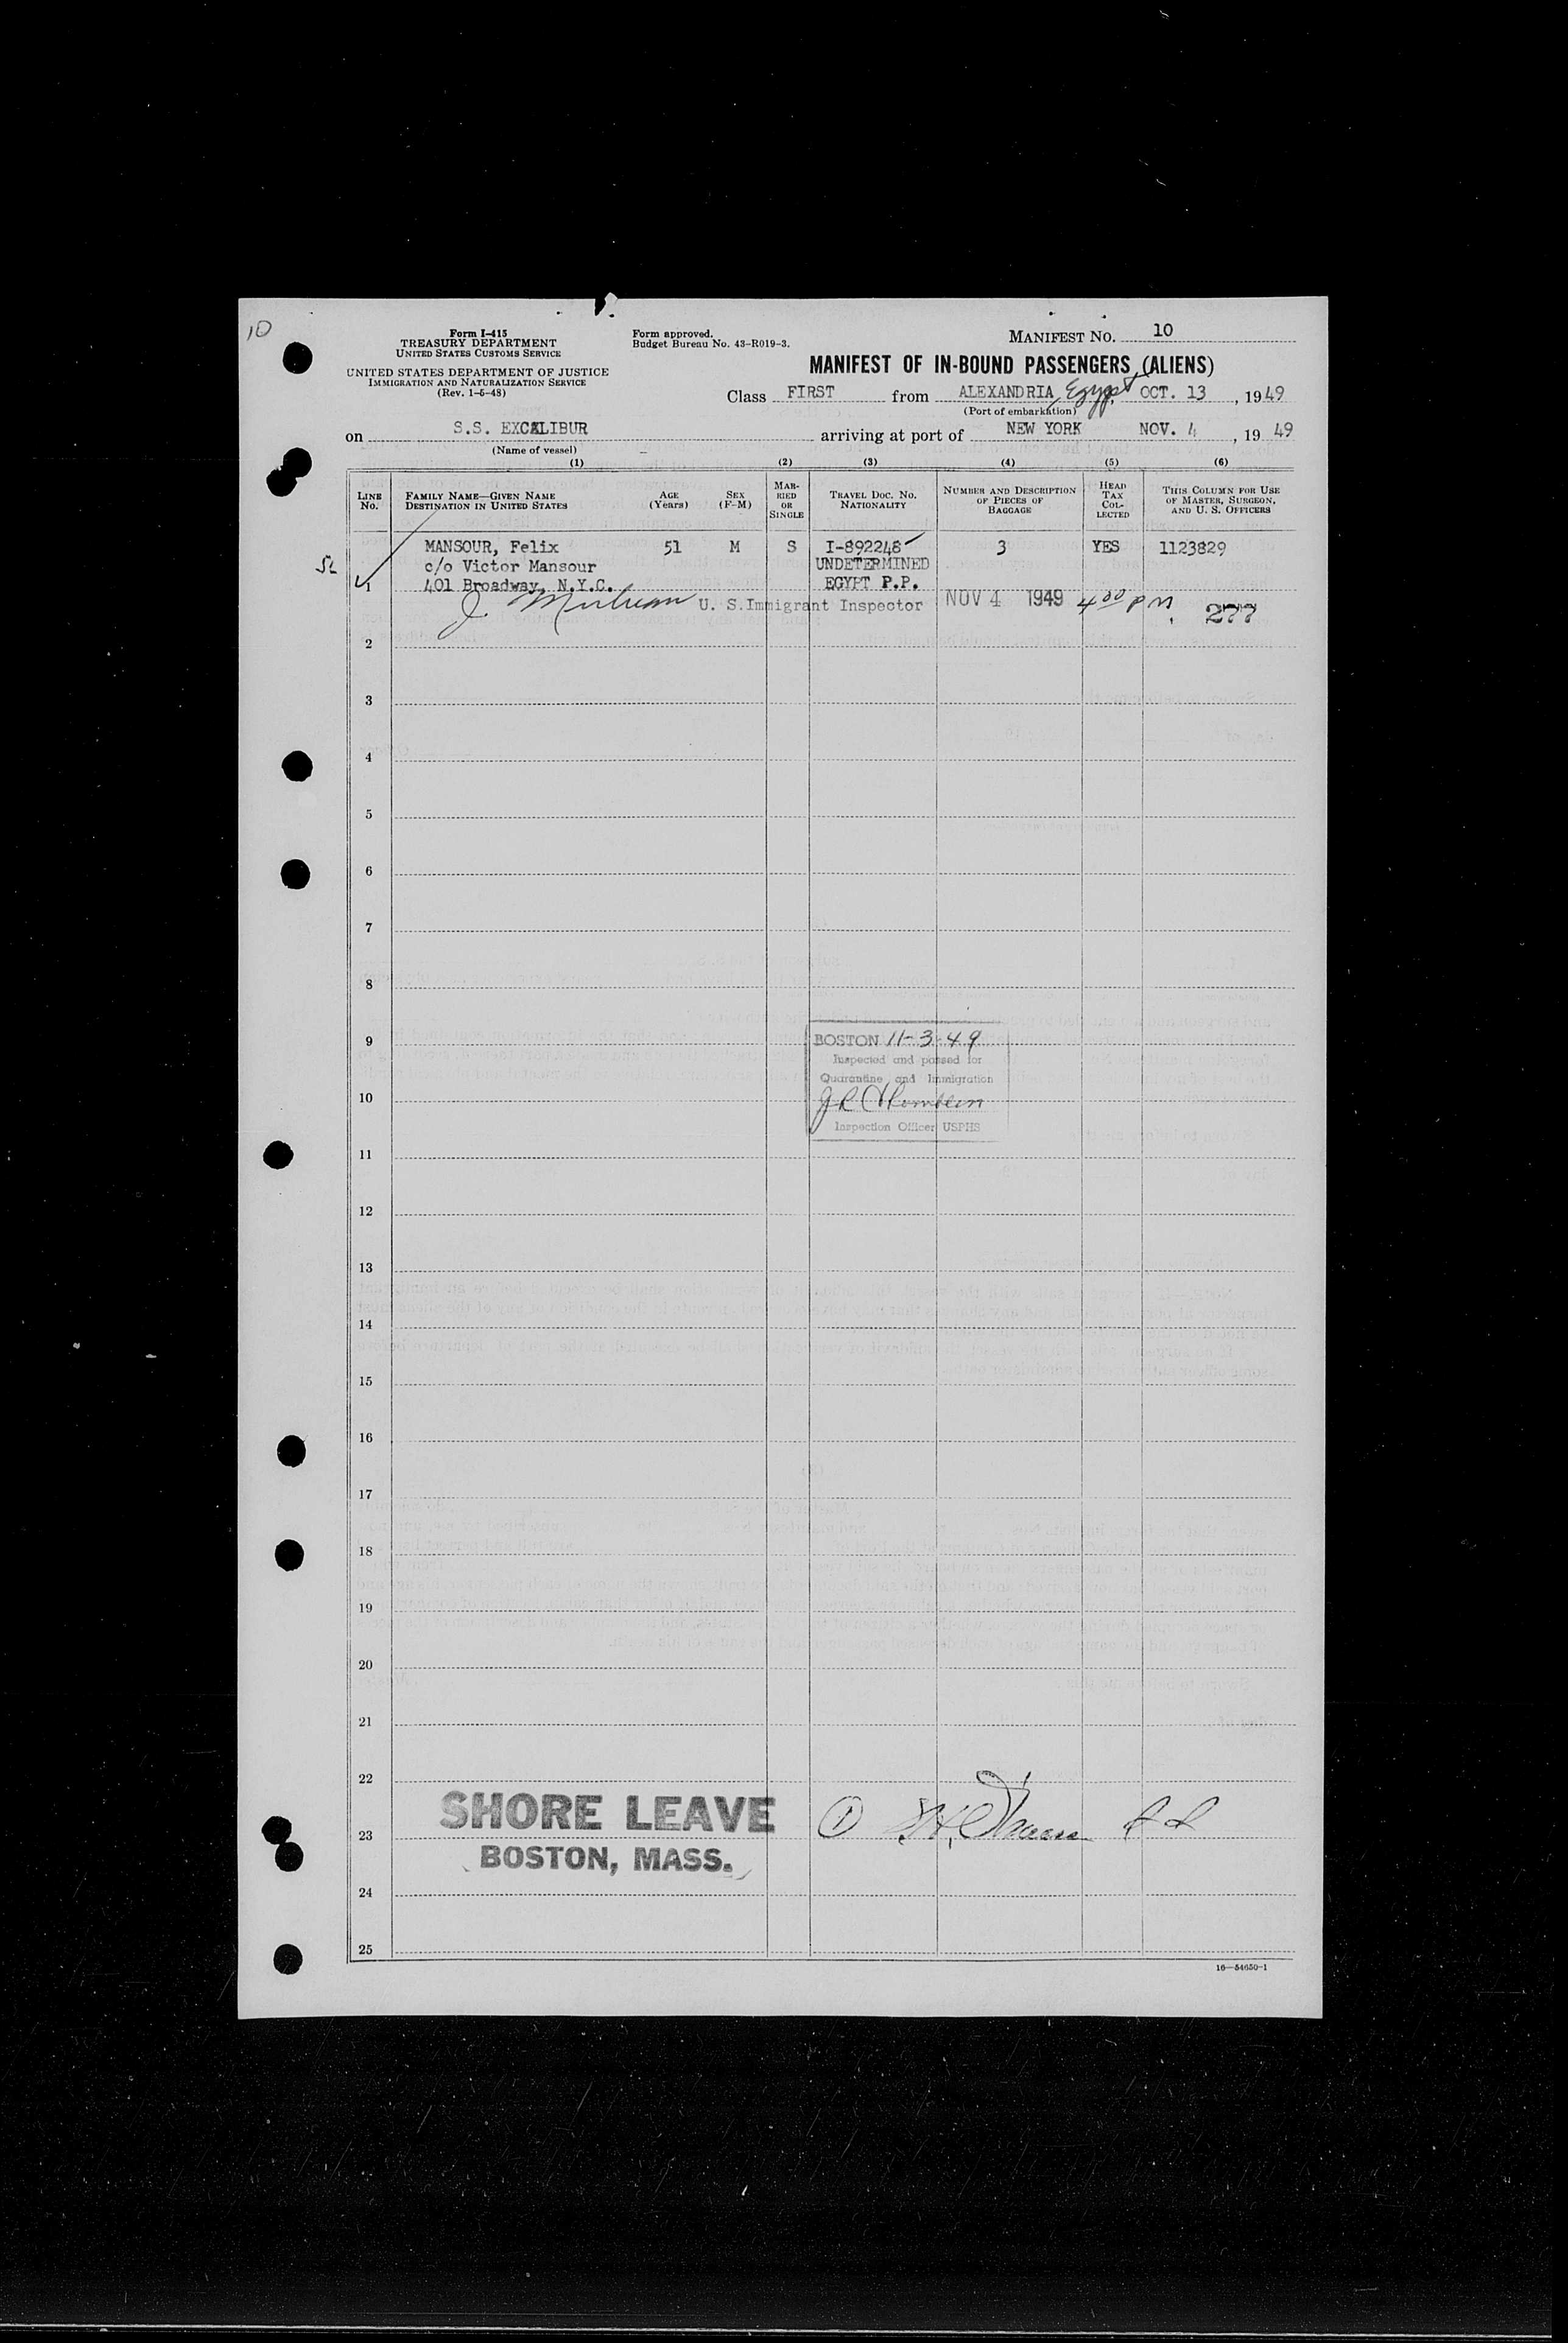 10
Form I-415
TREASURY DEPARTMENT
UNITED STATES CUSTOMS SERVICE
UNITED STATES DEPARTMENT OF JUSTICE
IMMIGRATION AND NATURALIZATION SERVICE
(Rev. 1-6-48)
Form approved.
Budget Bureau No. 43-R019-3.
MANIFEST NO. 10
MANIFEST OF IN-BOUND PASSENGERS (ALIENS)
Class FIRST from ALEXANDRIA, Egypt OCT. 13, 1949
(Port of embarkation)
on S.S. EXCALIBUR arriving at port of NEW YORK NOV. 4, 1949
(Name of vessel)
(1) (2) (3) (4) (5) (6)
LINE No. FAMILY NAME—GIVEN NAME DESTINATION IN UNITED STATES AGE (Years) SEX (F-M) MARRIED OR SINGLE TRAVEL DOC. NO. NATIONALITY NUMBER AND DESCRIPTION OF PIECES OF BAGGAGE HEAD TAX COLLECTED THIS COLUMN FOR USE OF MASTER, SURGEON, AND U. S. OFFICERS
MANSOUR, Felix 51 M S I-892248 3 YES 1123829
SL c/o Victor Mansour UNDETERMINED
1 401 Broadway, N.Y.C. EGYPT P.P.
J. U. S. Immigrant Inspector NOV 4 1949 4 00 PM 277
2
3
4
5
6
7
8
9
BOSTON 11-3-49
Inspected and passed for
Quarantine and Immigration
10
Inspection Officer USPHS
11
12
13
14
15
16
17
18
19
20
21
22
SHORE LEAVE 1
23
BOSTON, MASS.
24
25
16—54650-1